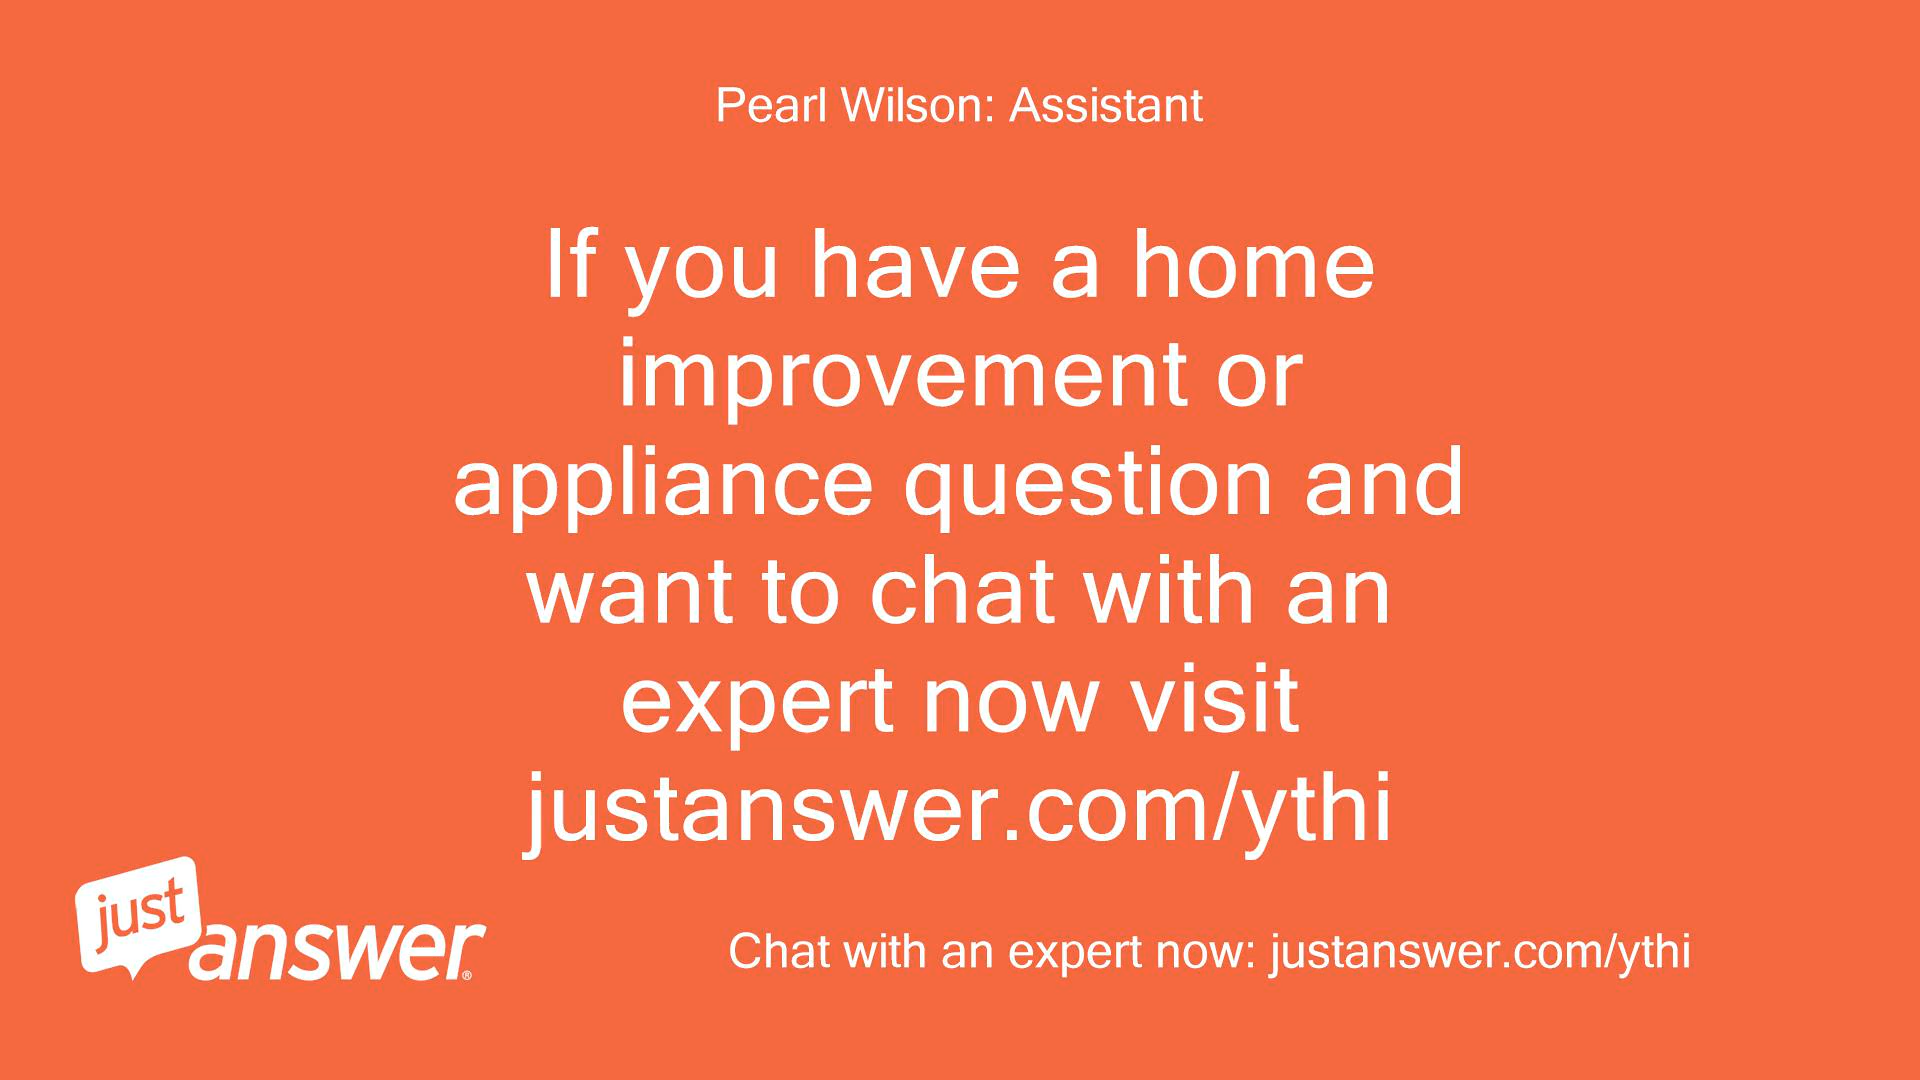 Pearl Wilson: Assistant
If you have a home
improvement or
appliance question and
want to chat with an
expert now visit
justanswer.com/ythi
just
answer®
Chat with an expert now: justanswer.com/ythi